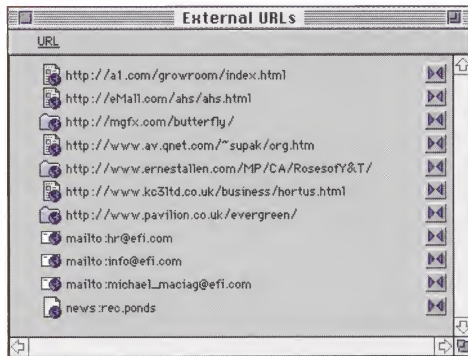 External URLs
URL
http://a1.com/growroom/index.html
http://eMall.com/ahs/ahs.html
http://mgfx.com/butterfly/
http://www.av.qnet.com/~supak/org.htm
http://www.ernestallen.com/MP/CA/RosesofY&T/
http://www.kc3ltd.co.uk/business/hortus.html
http://www.pavilion.co.uk/evergreen/
mailto:hr@efi.com
mailto:info@efi.com
mailto:michael_maciag@efi.com
news:rec.ponds